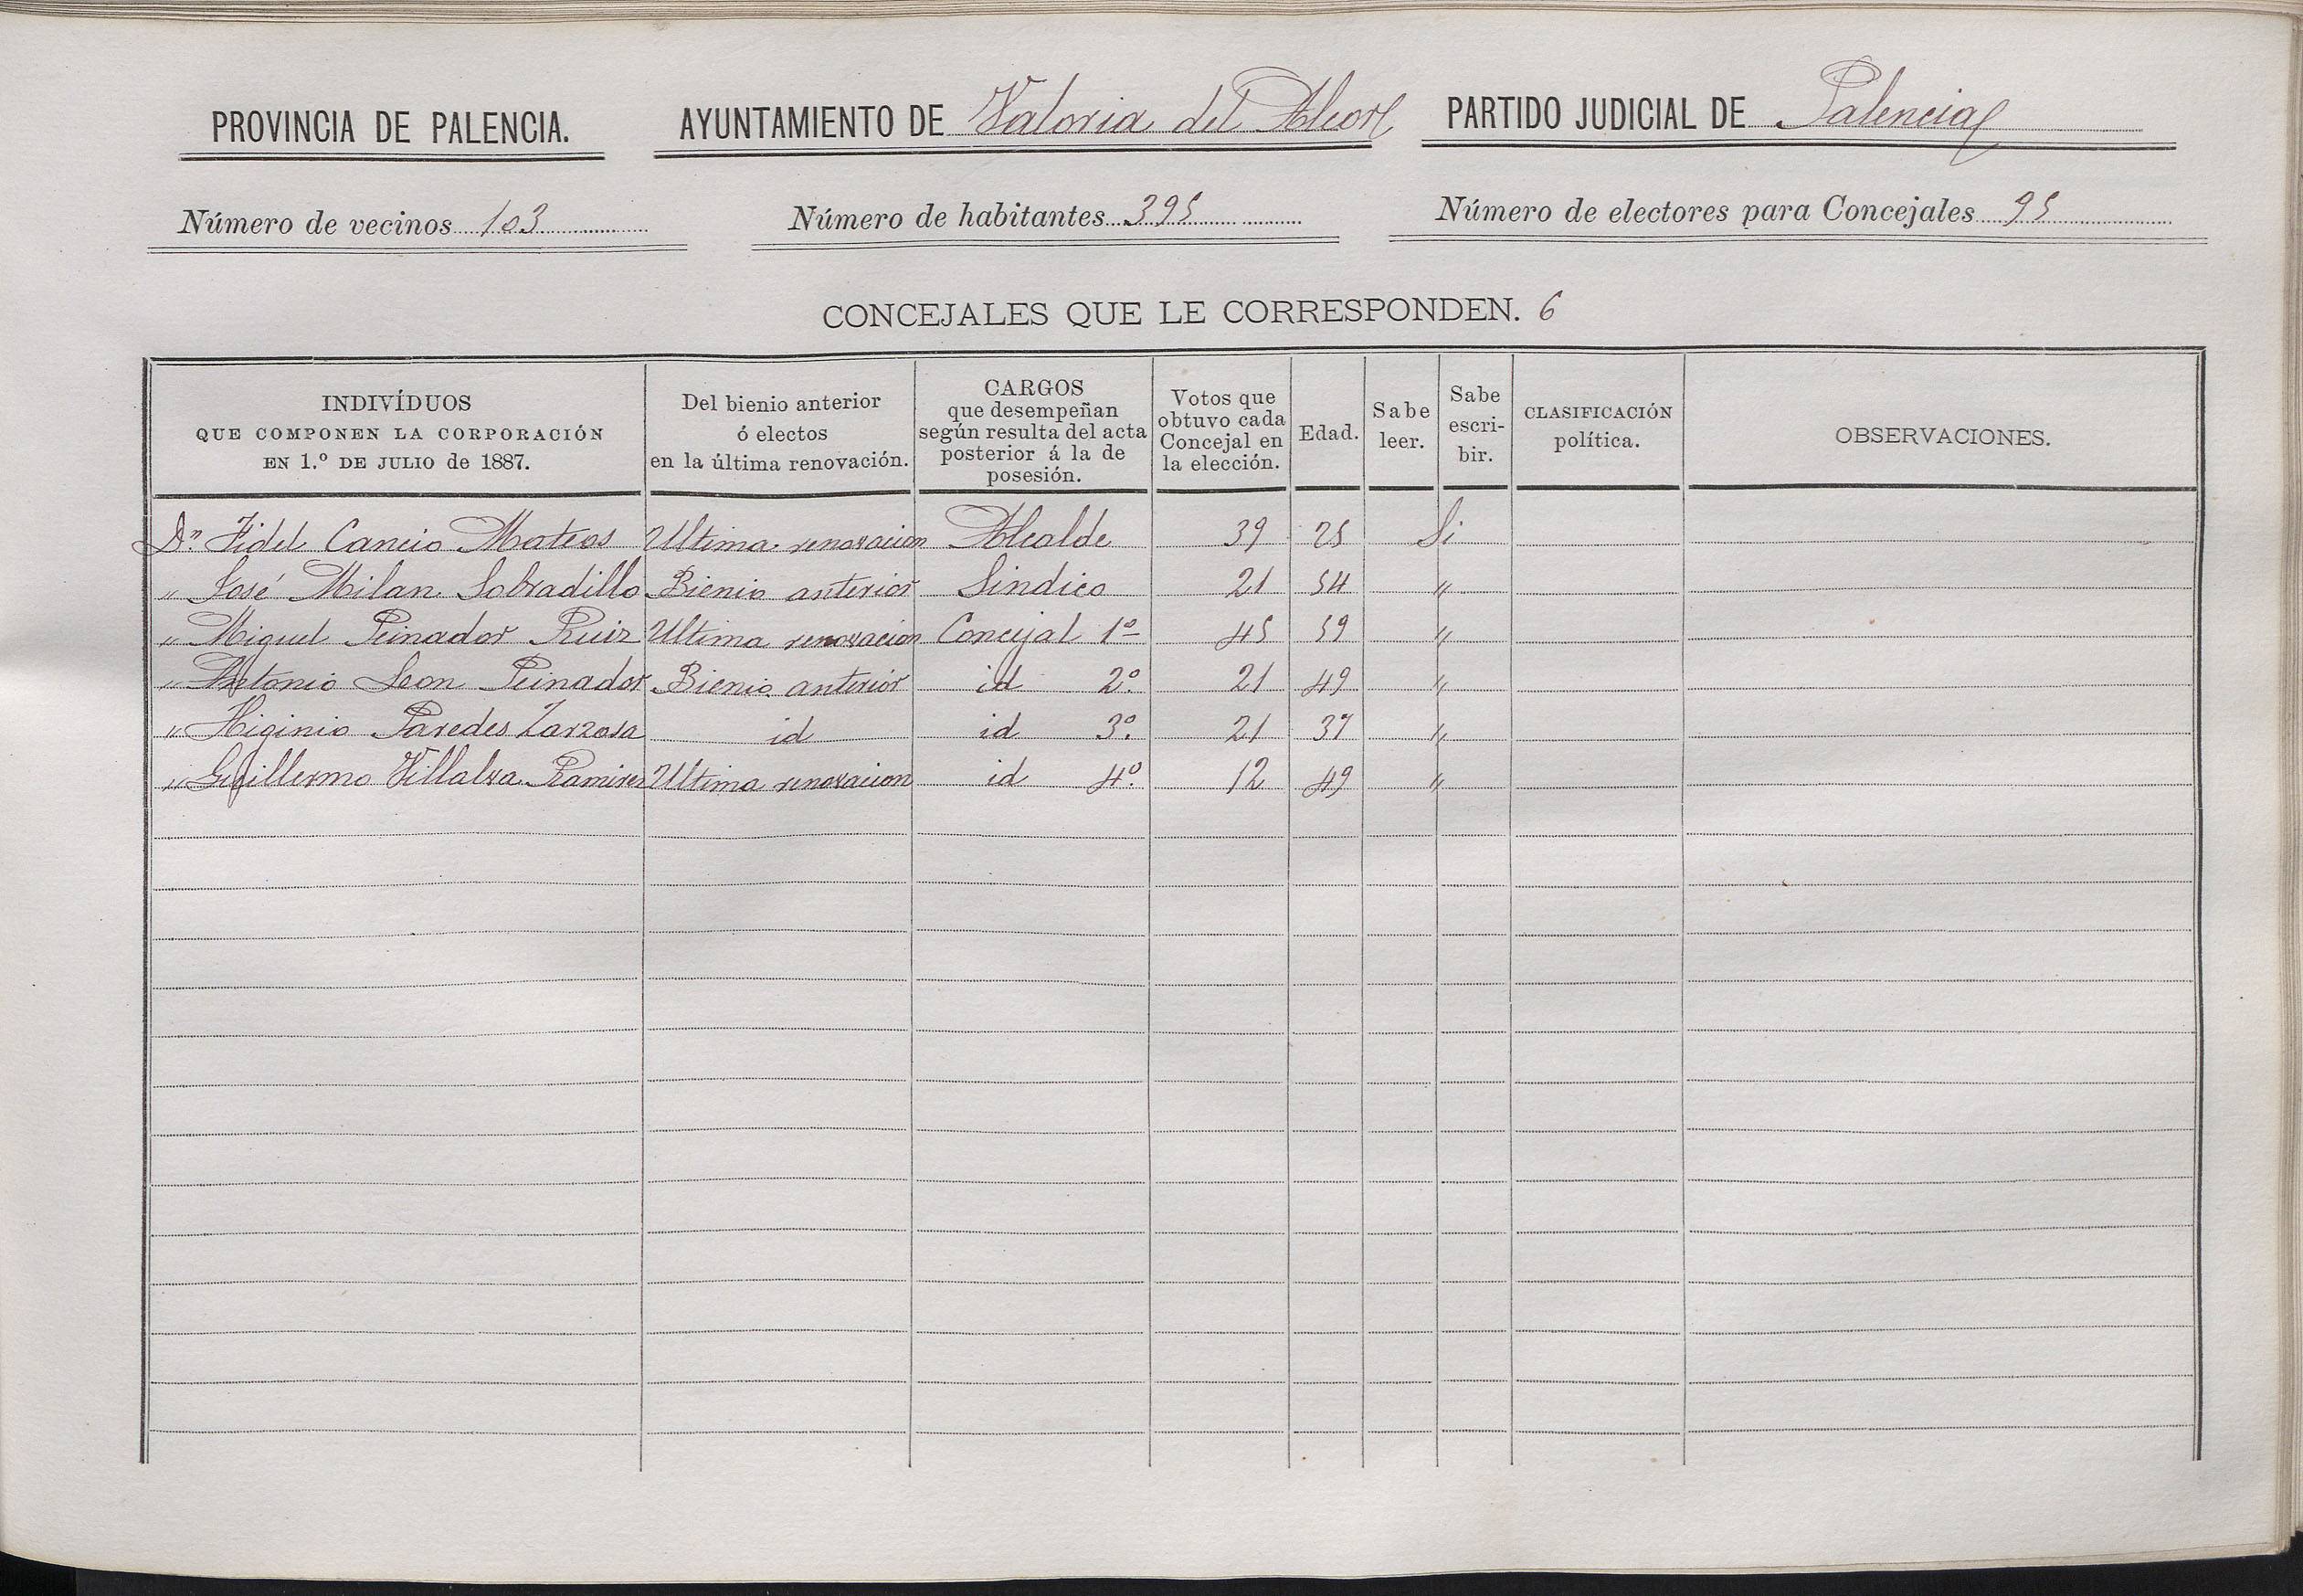 PROVINCIA DE PALENCIA. AYUNTAMIENTO DE Valoria del Alcor PARTIDO JUDICIAL DE Palencia
Número de vecinos 103 Número de habitantes 395 Número de electores para Concejales 95
CONCEJALES QUE LE CORRESPONDEN. 6
INDIVÍDUOS
QUE COMPONEN LA CORPORACIÓN
EN 1.º DE JULIO de 1887.
Del bienio anterior
ó electos
en la última renovación.
CARGOS
que desempeñan
según resulta del acta
posterior á la de
posesión.
Votos que
obtuvo cada
Concejal en
la elección.
Edad.
Sabe
leer.
Sabe
escri-
bir.
CLASIFICACIÓN
política.
OBSERVACIONES.
Dn. Fidel Cancio Mateos Ultima renovacion Alcalde 39 25 Si
" José Milan Sobradillo Bienio anterior Sindico 21 54 "
" Miguel Peinador Ruiz Ultima renovacion Concejal 1º 45 59 "
" Antonio Leon Peinador Bienio anterior id 2º. 21 49 "
" Higinio Paredes Zarzosa id id 3º. 21 37 "
" Guillermo Villalva Ramirez Ultima renovacion id 4º. 12 49 "